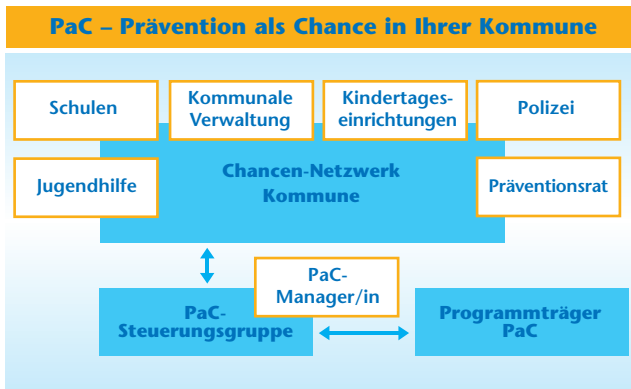 PaC – Prävention als Chance in Ihrer Kommune
Schulen
Kommunale
Verwaltung
Kindertages-
einrichtungen
Polizei
Jugendhilfe
Chancen-Netzwerk
Kommune
Präventionsrat
PaC-
Manager/in
PaC-
Steuerungsgruppe
Programmträger
PaC